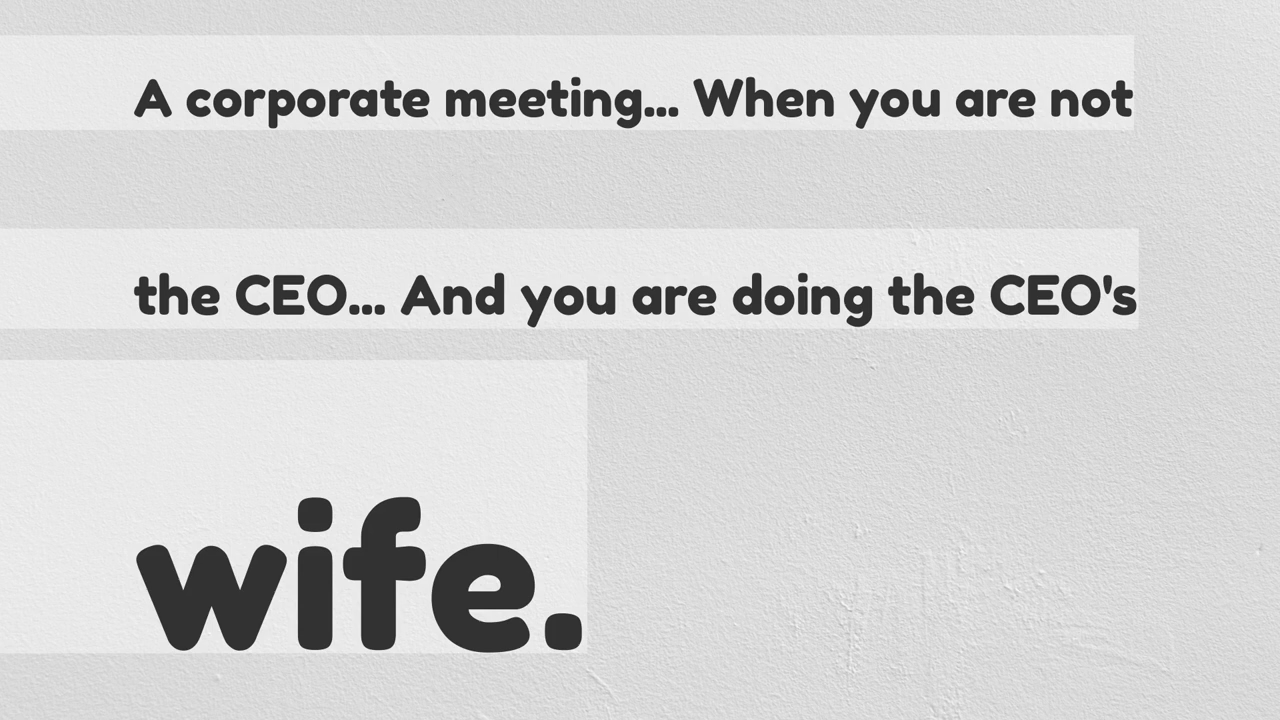 A corporate meeting... When you are not
the CEO... And you are doing the CEO's
wife.